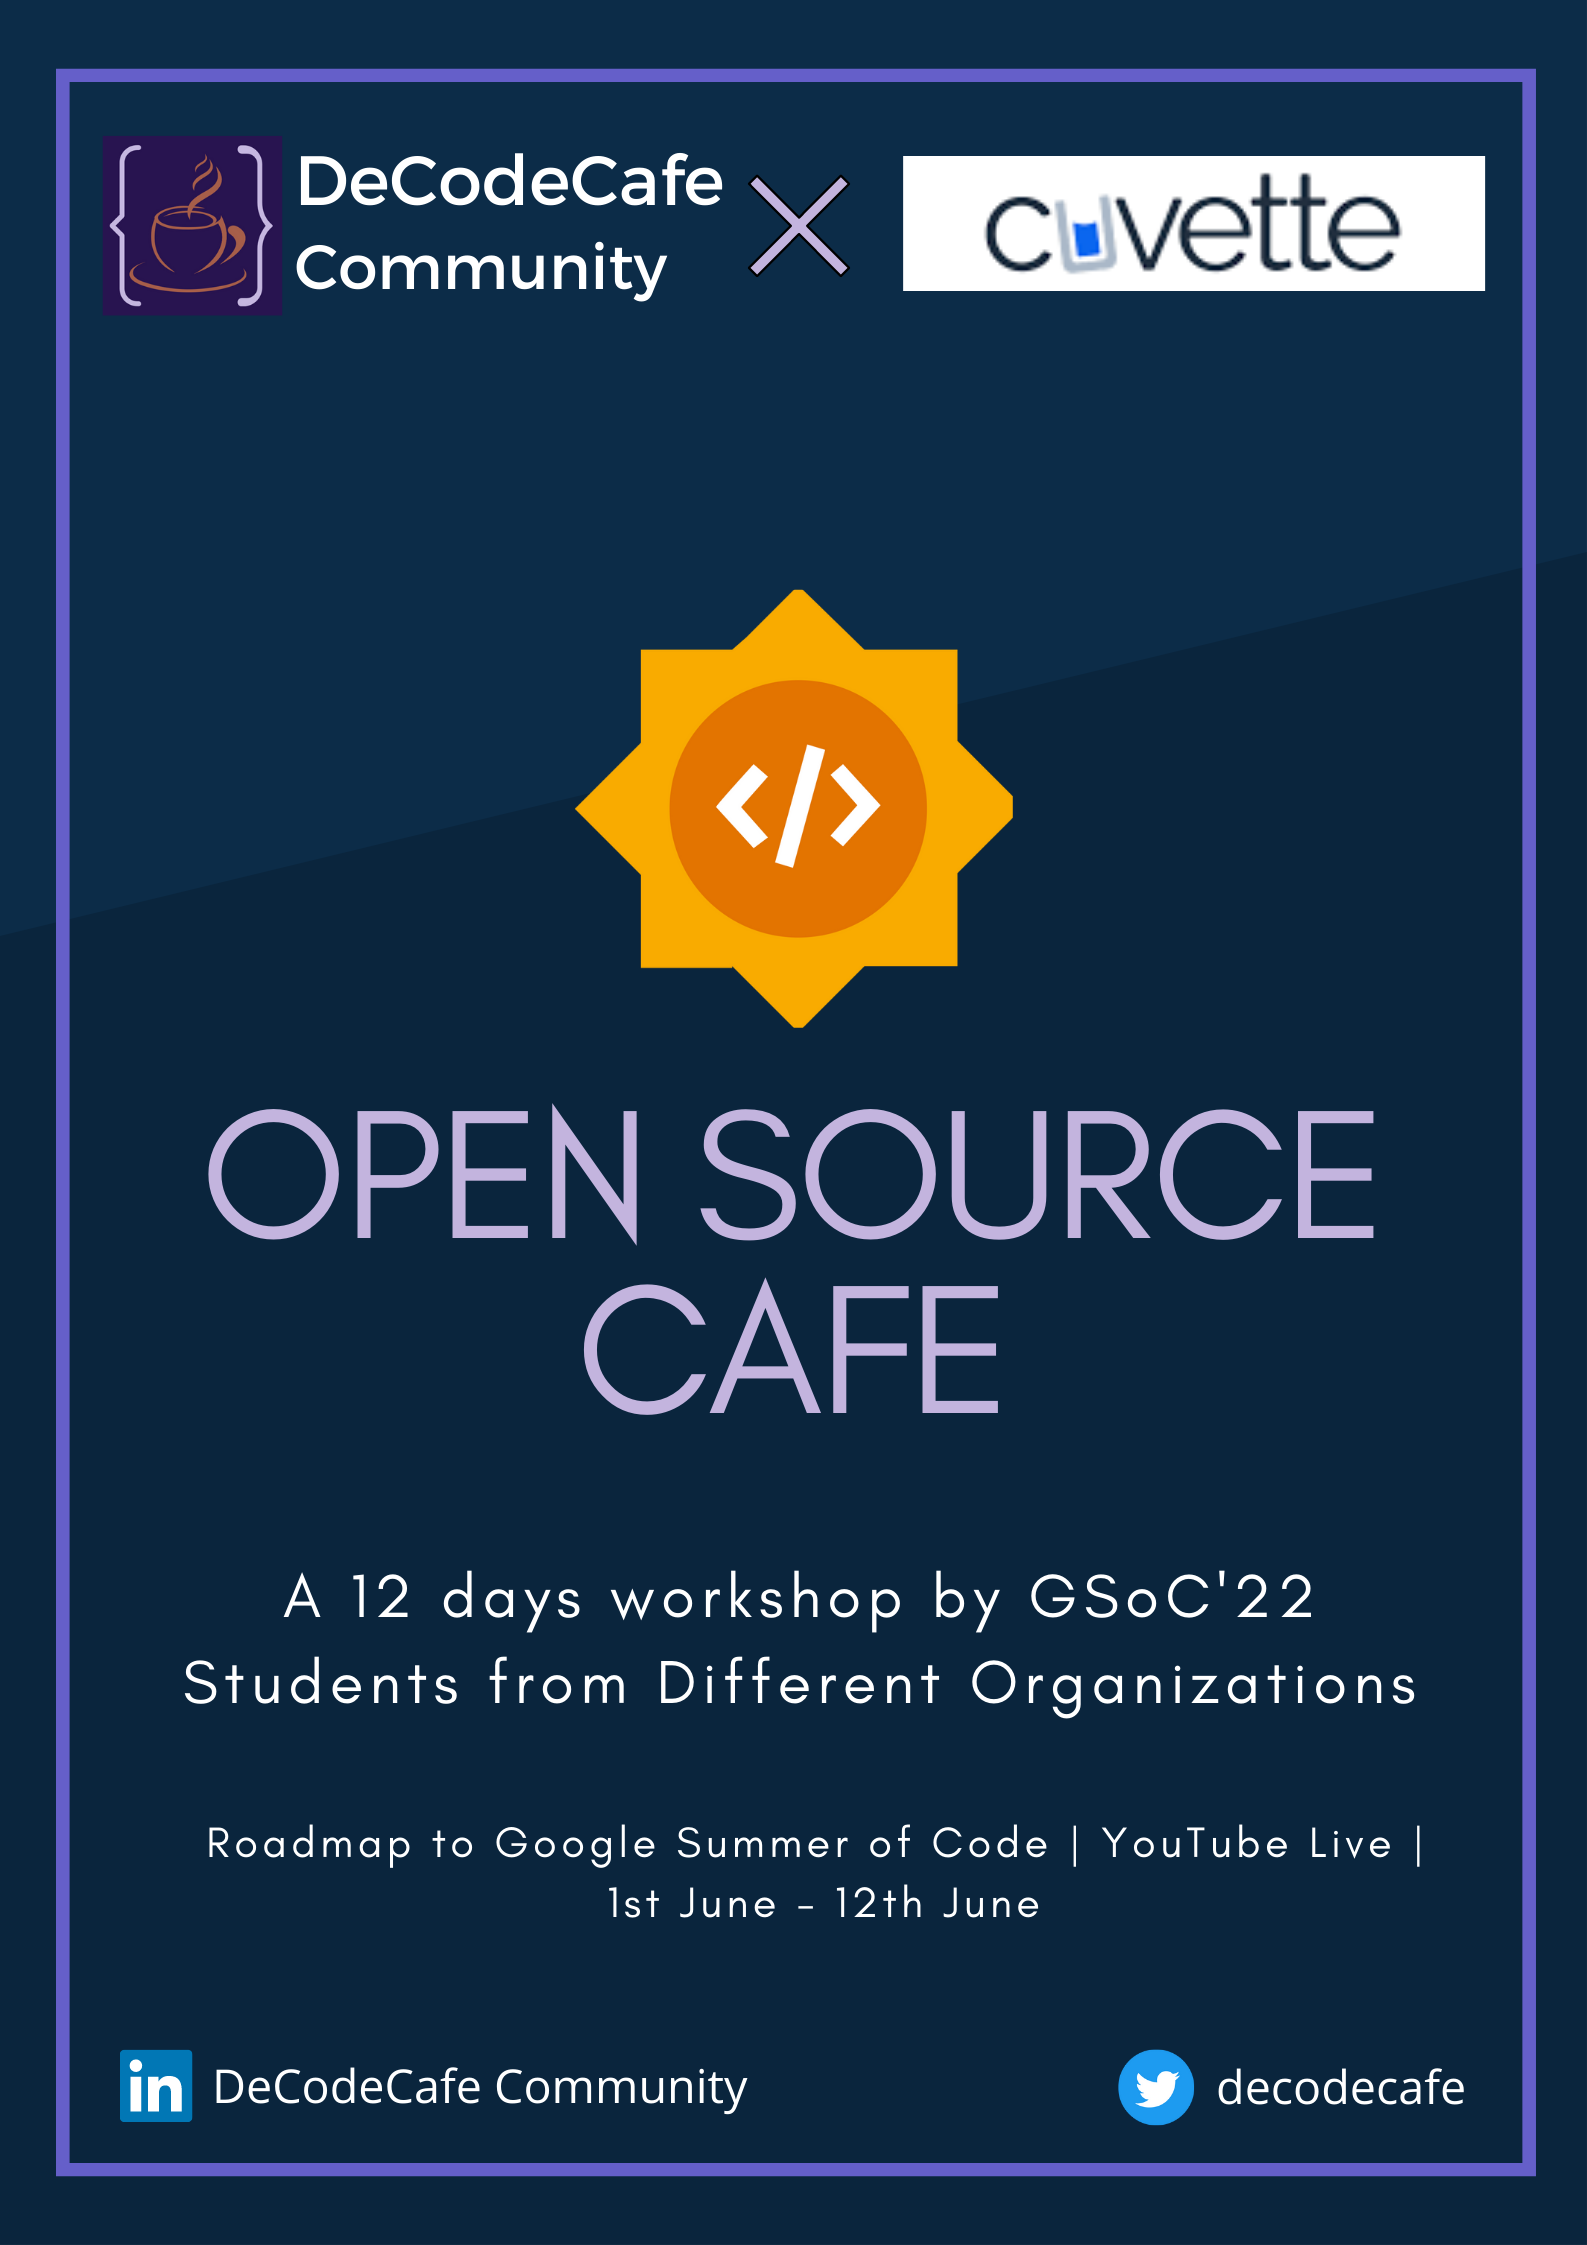 DeCodeCafe
Community
cuvette
</>
OPEN SOURCE
CAFE
A 12 days workshop by GSoC'22
Students from Different Organizations
Roadmap to Google Summer of Code | YouTube Live |
1st June - 12th June
in DeCodeCafe Community
decodecafe